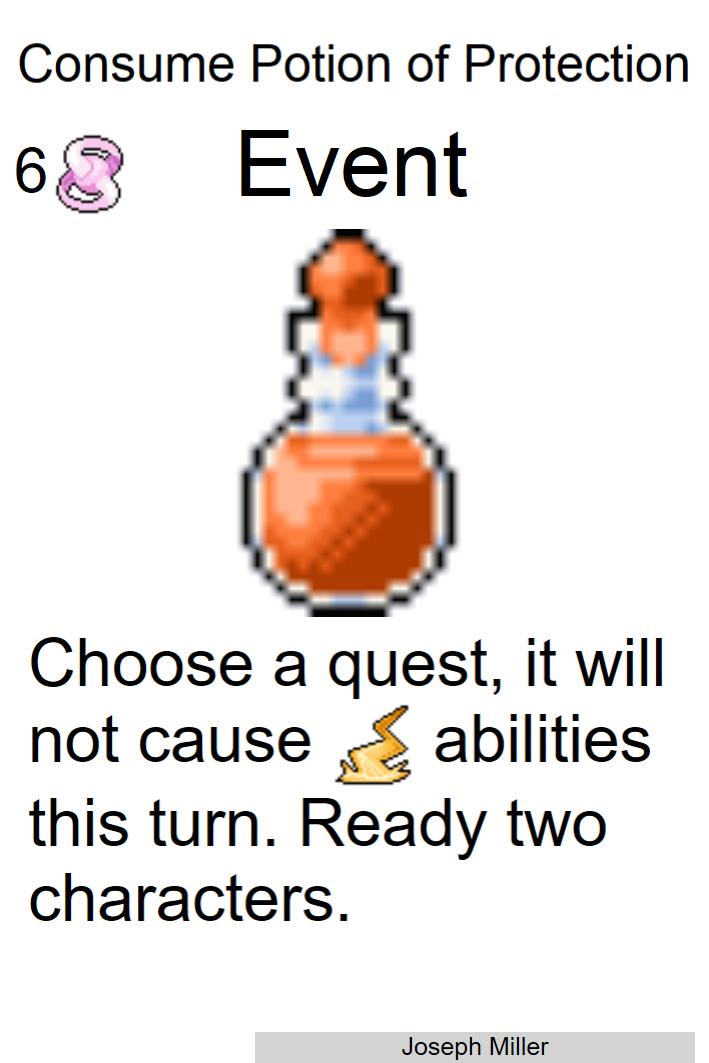 Consume Potion of Protection
6 Event
Choose a quest, it will
not cause abilities
this turn. Ready two
characters.
Joseph Miller